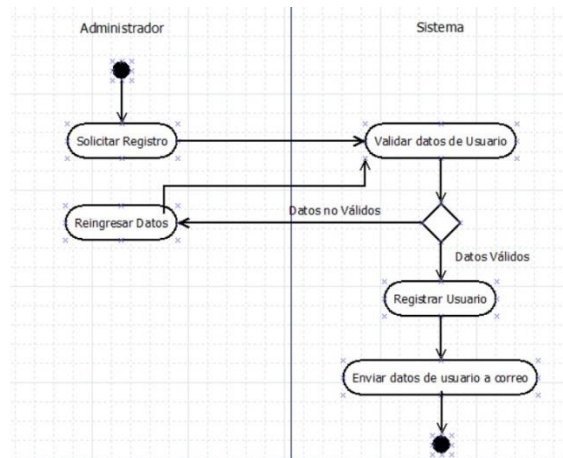 Administrador
Sistema
Solicitar Registro
Validar datos de Usuario
Reingresar Datos
Datos no Válidos
Datos Válidos
Registrar Usuario
Enviar datos de usuario a correo